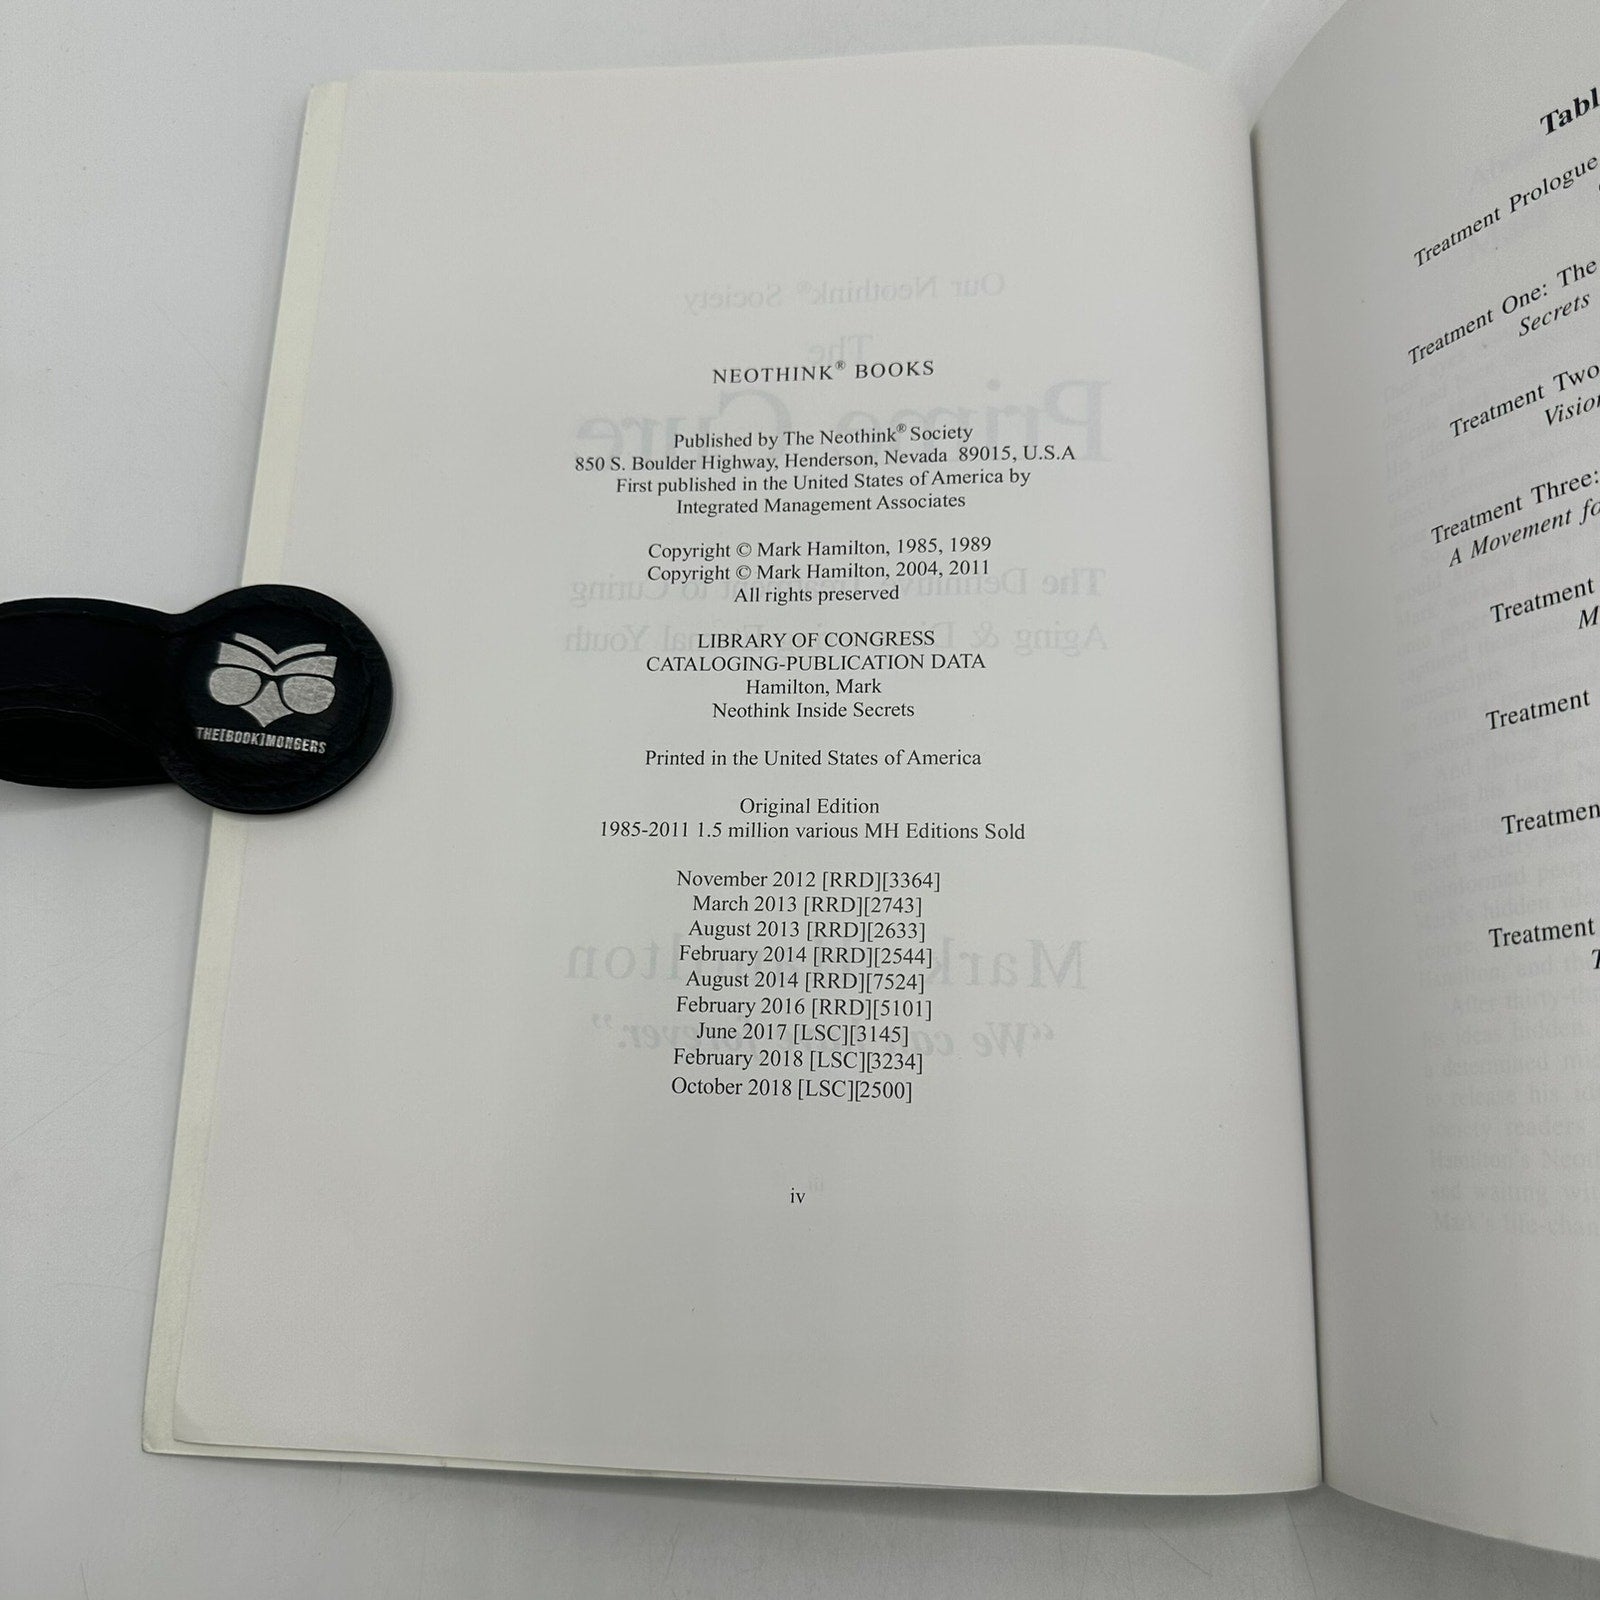 NEOTHINK® BOOKS
Published by The Neothink® Society
850 S. Boulder Highway, Henderson, Nevada 89015, U.S.A
First published in the United States of America by
Integrated Management Associates
Copyright © Mark Hamilton, 1985, 1989
Copyright © Mark Hamilton, 2004, 2011
All rights preserved
LIBRARY OF CONGRESS
CATALOGING-PUBLICATION DATA
Hamilton, Mark
Neothink Inside Secrets
Printed in the United States of America
Original Edition
1985-2011 1.5 million various MH Editions Sold
November 2012 [RRD][3364]
March 2013 [RRD][2743]
August 2013 [RRD][2633]
February 2014 [RRD][2544]
August 2014 [RRD][7524]
February 2016 [RRD][5101]
June 2017 [LSC][3145]
February 2018 [LSC][3234]
October 2018 [LSC][2500]
iv
THE[BOOK]MONGERS
Treatment Prologue
Treatment One: The
Secrets
Treatment Two
Treatment Three:
A Movement
Treatment
Treatment
Treatment